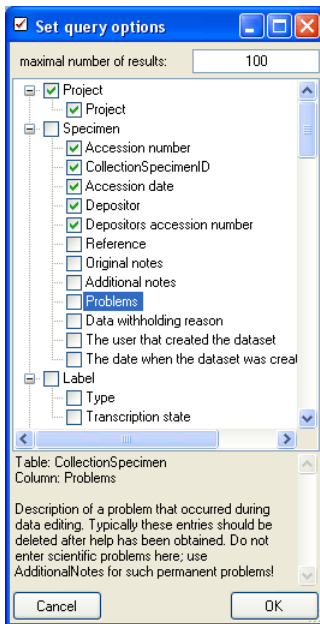 Set query options
maximal number of results: 100
Project
Project
Specimen
Accession number
CollectionSpecimenID
Accession date
Depositor
Depositors accession number
Reference
Original notes
Additional notes
Problems
Data withholding reason
The user that created the dataset
The date when the dataset was creat
Label
Type
Transcription state
Table: CollectionSpecimen
Column: Problems
Description of a problem that occurred during
data editing. Typically these entries should be
deleted after help has been obtained. Do not
enter scientific problems here; use
AdditionalNotes for such permanent problems!
Cancel OK